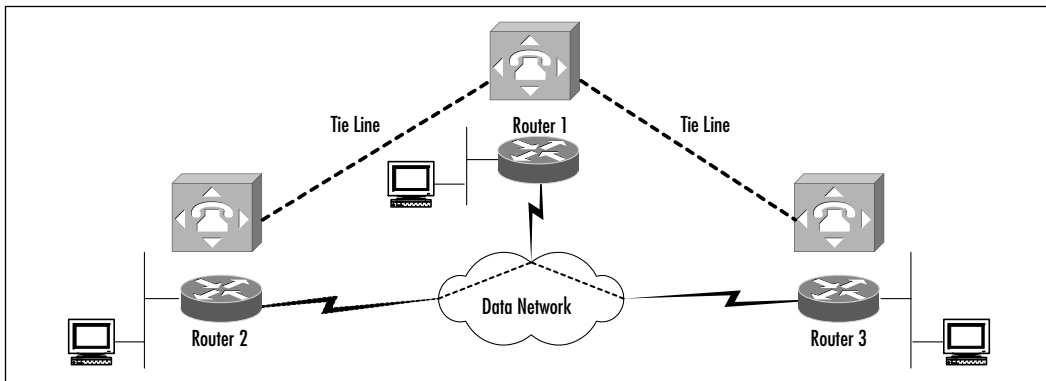 Tie Line
Router 1
Tie Line
Data Network
Router 2
Router 3